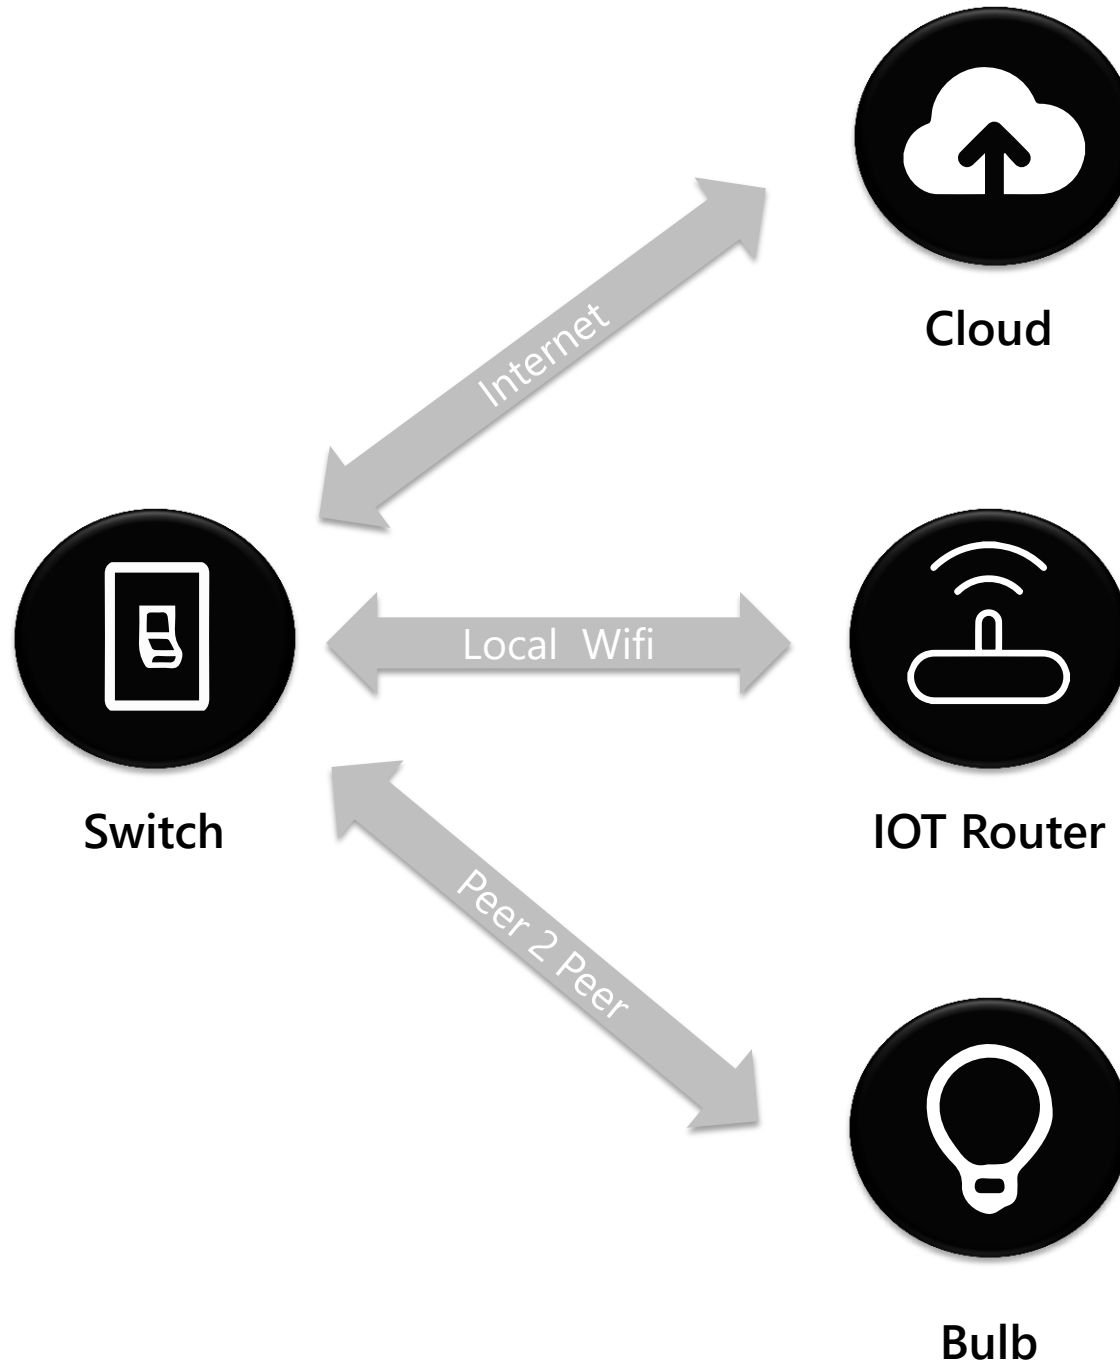 Cloud
Internet
Local Wifi
Switch
IOT Router
Peer 2 Peer
Bulb